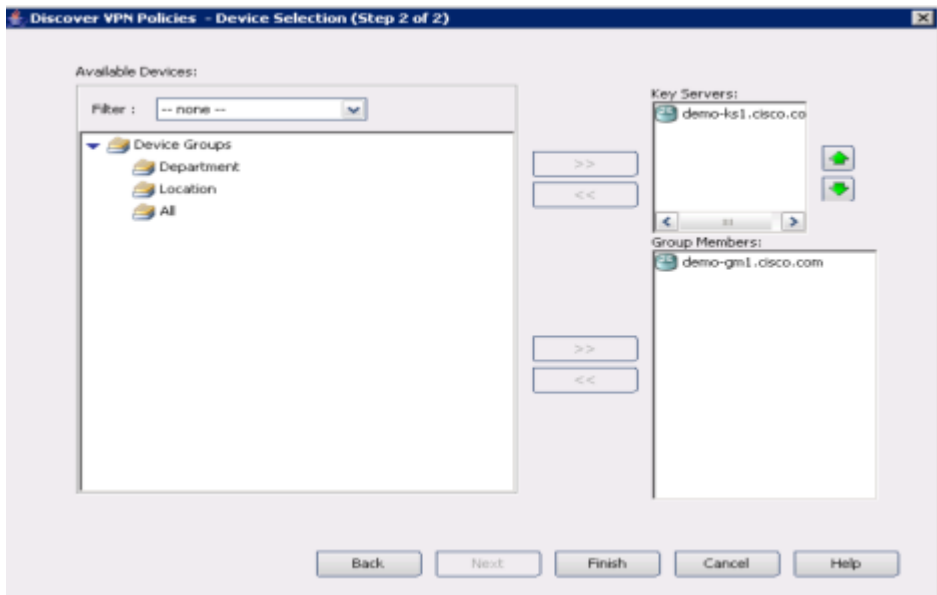 Discover VPN Policies - Device Selection (Step 2 of 2)
Available Devices:
Filter : -- none --
Device Groups
Department
Location
All
>>
<<
>>
<<
Key Servers:
demo-ks1.cisco.co
Group Members:
demo-gm1.cisco.com
Back Next Finish Cancel Help